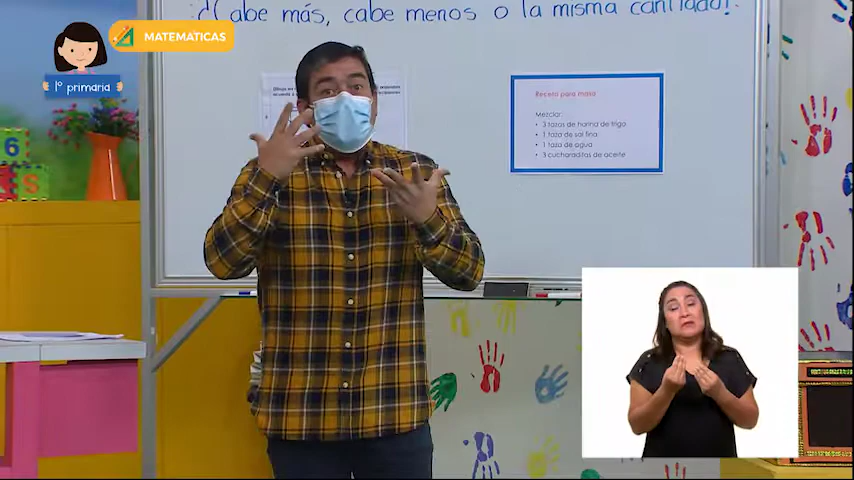 ¿Cabe más, cabe menos o la misma cantidad?
MATEMÁTICAS
1° primaria
Receta para masa
Mezclar:
• 3 tazas de harina de trigo
• 1 taza de sal fina
• 1 taza de agua
• 3 cucharaditas de aceite
6
S